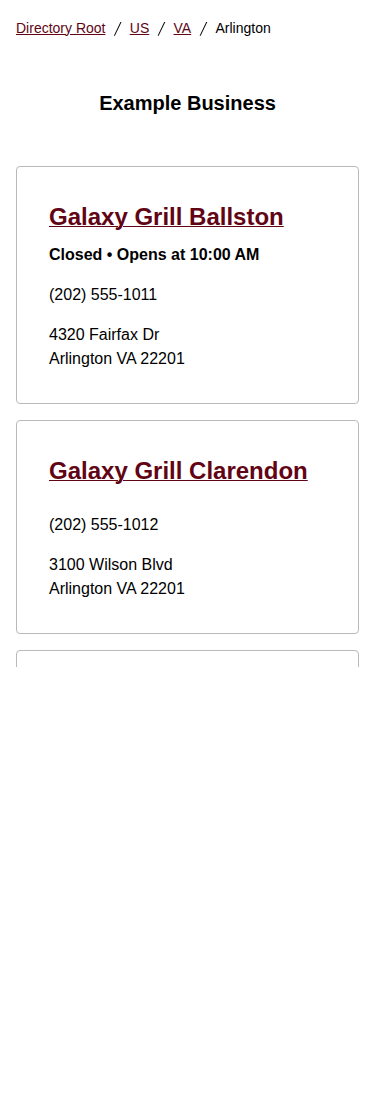 Directory Root / US / VA / Arlington
Example Business
Galaxy Grill Ballston
Closed • Opens at 10:00 AM
(202) 555-1011
4320 Fairfax Dr
Arlington VA 22201
Galaxy Grill Clarendon
(202) 555-1012
3100 Wilson Blvd
Arlington VA 22201